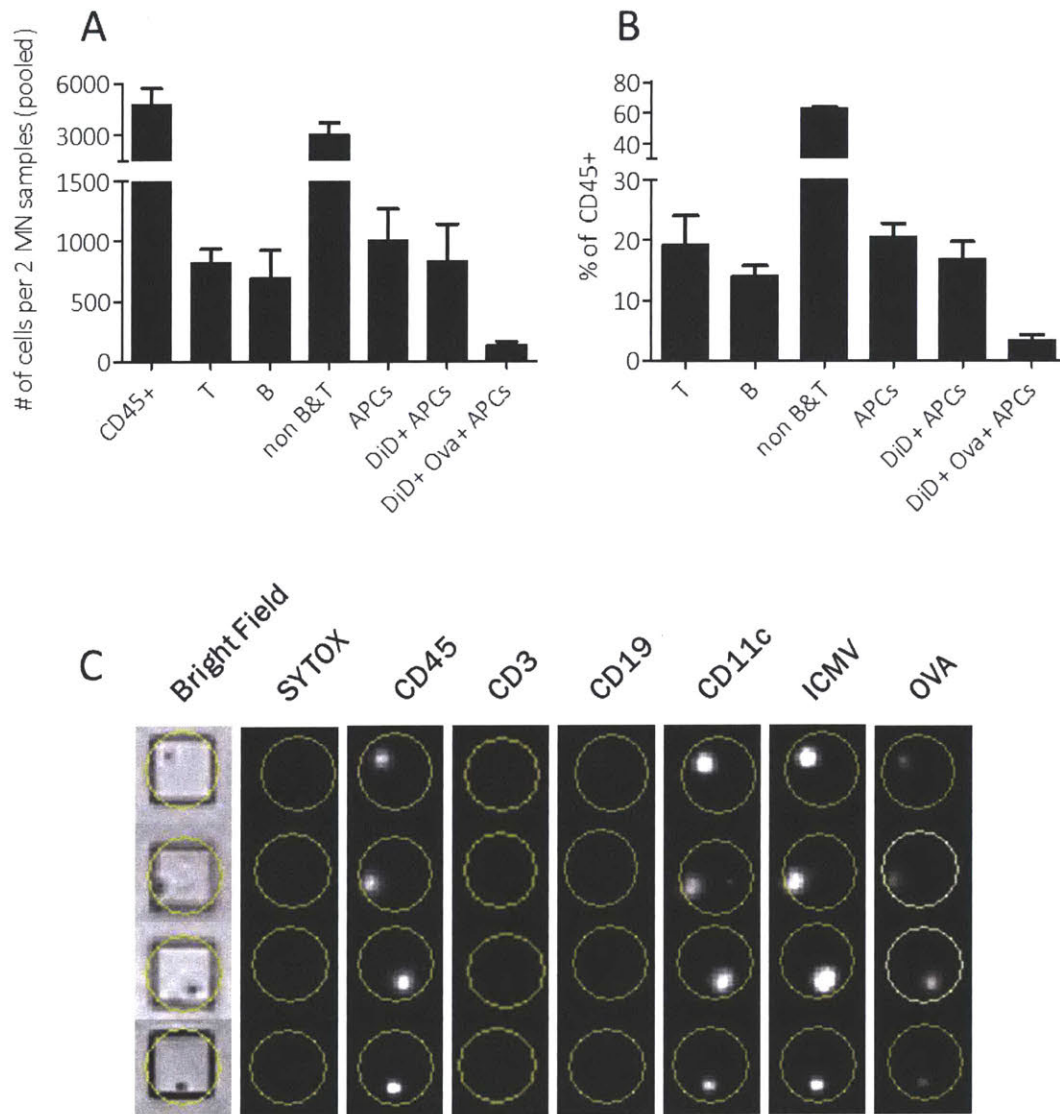 A
# of cells per 2 MN samples (pooled)
6000
3000
1500
1000
500
0
CD45+
T
B
non B&T
APCs
DiD+ APCs
DiD+ Ova+ APCs
B
% of CD45+
80
60
40
30
20
10
0
T
B
non B&T
APCs
DiD+ APCs
DiD+ Ova+ APCs
C
Bright Field
SYTOX
CD45
CD3
CD19
CD11c
ICMV
OVA